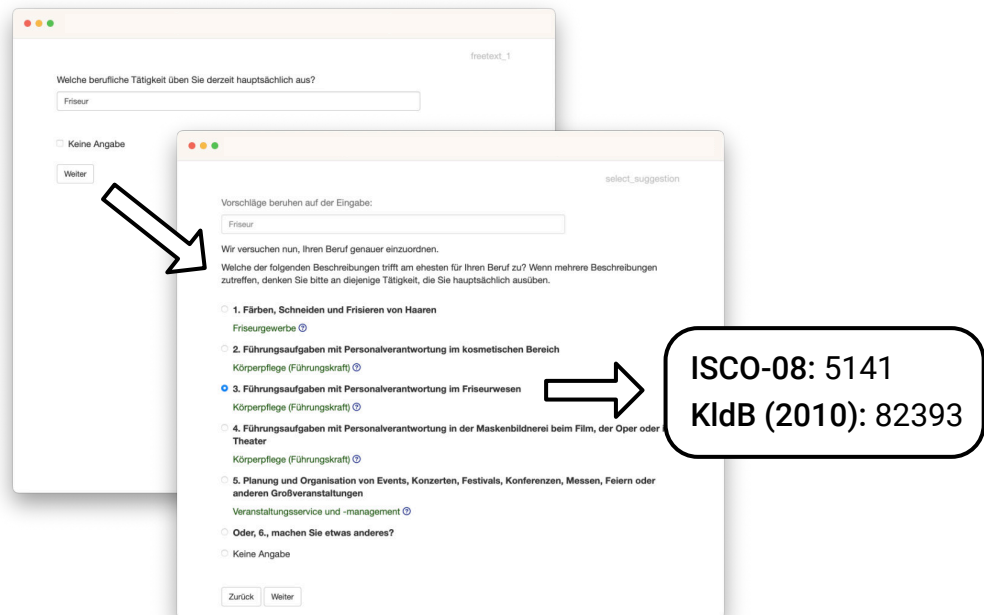 freetext_1
Welche berufliche Tätigkeit üben Sie derzeit hauptsächlich aus?
Friseur
Keine Angabe
Weiter
select_suggestion
Vorschläge beruhen auf der Eingabe:
Friseur
Wir versuchen nun, Ihren Beruf genauer einzuordnen.
Welche der folgenden Beschreibungen trifft am ehesten für Ihren Beruf zu? Wenn mehrere Beschreibungen
zutreffen, denken Sie bitte an diejenige Tätigkeit, die Sie hauptsächlich ausüben.
1. Färben, Schneiden und Frisieren von Haaren
Friseurgewerbe ?
2. Führungsaufgaben mit Personalverantwortung im kosmetischen Bereich
Körperpflege (Führungskraft) ?
3. Führungsaufgaben mit Personalverantwortung im Friseurwesen
Körperpflege (Führungskraft) ?
4. Führungsaufgaben mit Personalverantwortung in der Maskenbildnerei beim Film, der Oper oder
Theater
Körperpflege (Führungskraft) ?
5. Planung und Organisation von Events, Konzerten, Festivals, Konferenzen, Messen, Feiern oder
anderen Großveranstaltungen
Veranstaltungsservice und -management ?
Oder, 6., machen Sie etwas anderes?
Keine Angabe
Zurück Weiter
ISCO-08: 5141
KldB (2010): 82393